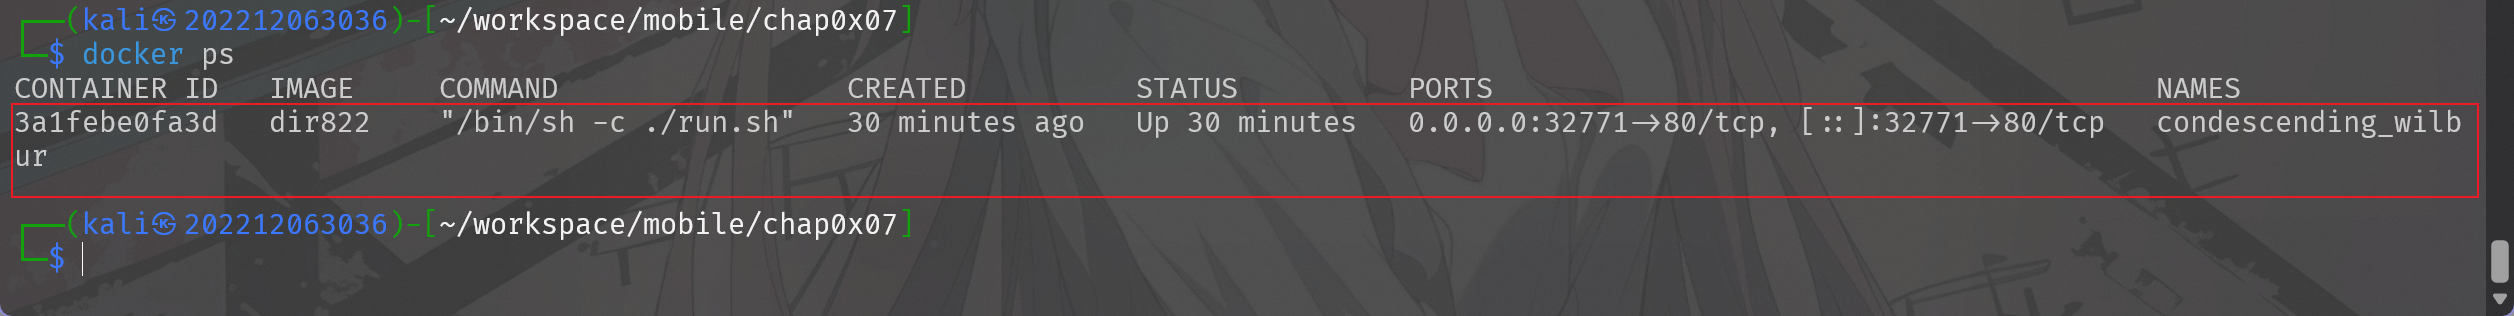 (kali㉿202212063036)-[~/workspace/mobile/chap0x07]
$ docker ps
CONTAINER ID   IMAGE     COMMAND                  CREATED          STATUS          PORTS                                       NAMES
3a1febe0fa3d   dir822    "/bin/sh -c ./run.sh"   30 minutes ago   Up 30 minutes   0.0.0.0:32771->80/tcp, [::]:32771->80/tcp   condescending_wilb
ur
(kali㉿202212063036)-[~/workspace/mobile/chap0x07]
$